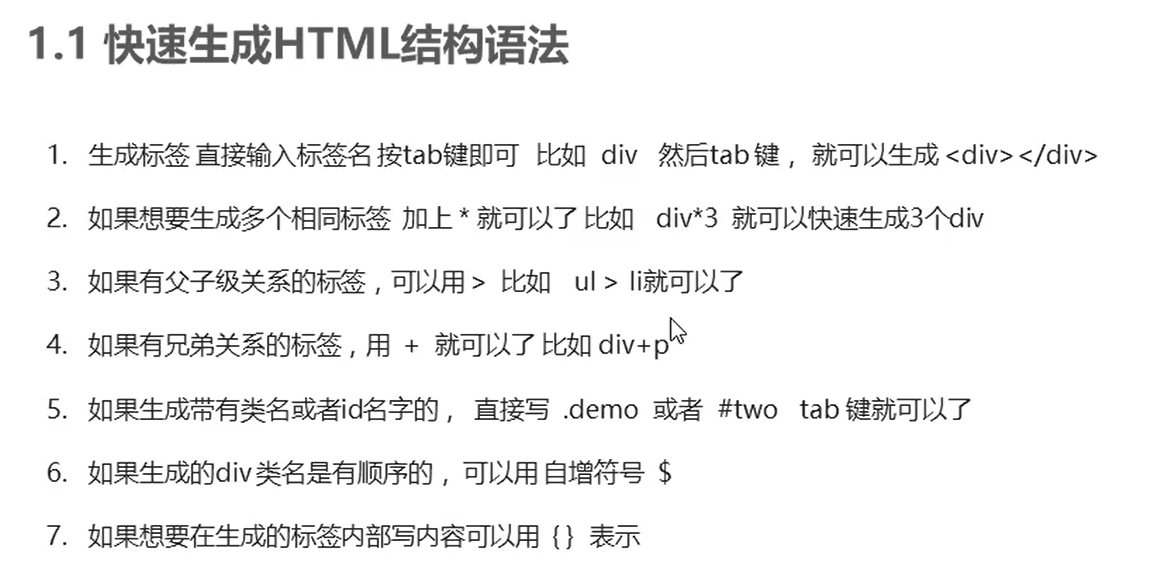 1.1 快速生成HTML结构语法
1. 生成标签 直接输入标签名 按tab键即可 比如 div 然后tab 键， 就可以生成 <div></div>
2. 如果想要生成多个相同标签 加上 * 就可以了 比如 div*3 就可以快速生成3个div
3. 如果有父子级关系的标签，可以用 > 比如 ul > li就可以了
4. 如果有兄弟关系的标签，用 + 就可以了 比如 div+p
5. 如果生成带有类名或者id名字的， 直接写 .demo 或者 #two tab 键就可以了
6. 如果生成的div 类名是有顺序的， 可以用 自增符号 $
7. 如果想要在生成的标签内部写内容可以用 { } 表示